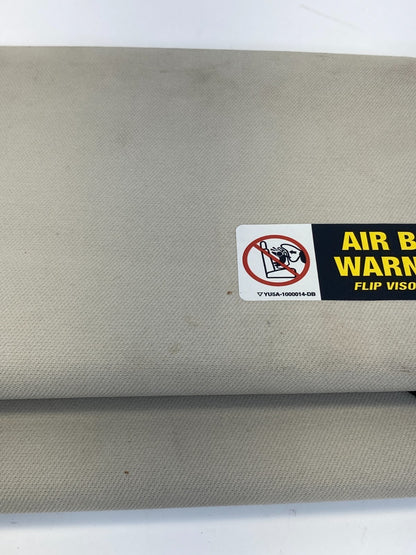 AIR B
WARN
FLIP VISO
YUSA-1000014-DB